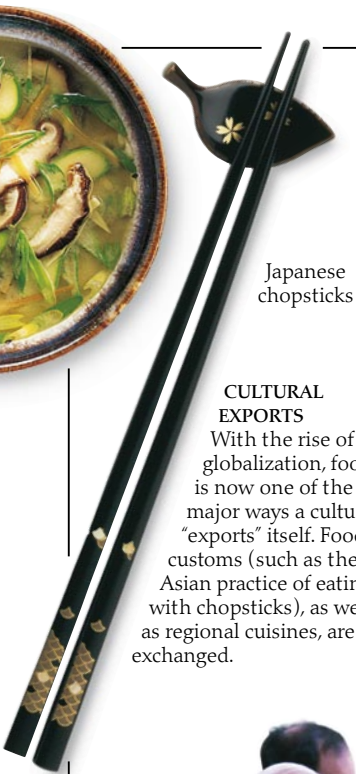 Japanese
chopsticks
CULTURAL
EXPORTS
With the rise of
globalization,
is now one of the
major ways a
“exports” itself.
customs (such as the
Asian practice of
with chopsticks), as
as regional cuisines, are
exchanged.